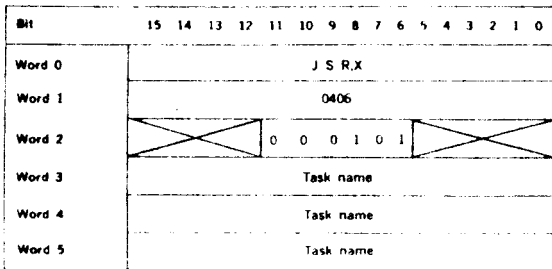 Bit 15 14 13 12 11 10 9 8 7 6 5 4 3 2 1 0
Word 0 J S R,X
Word 1 0406
Word 2 0 0 0 1 0 1
Word 3 Task name
Word 4 Task name
Word 5 Task name